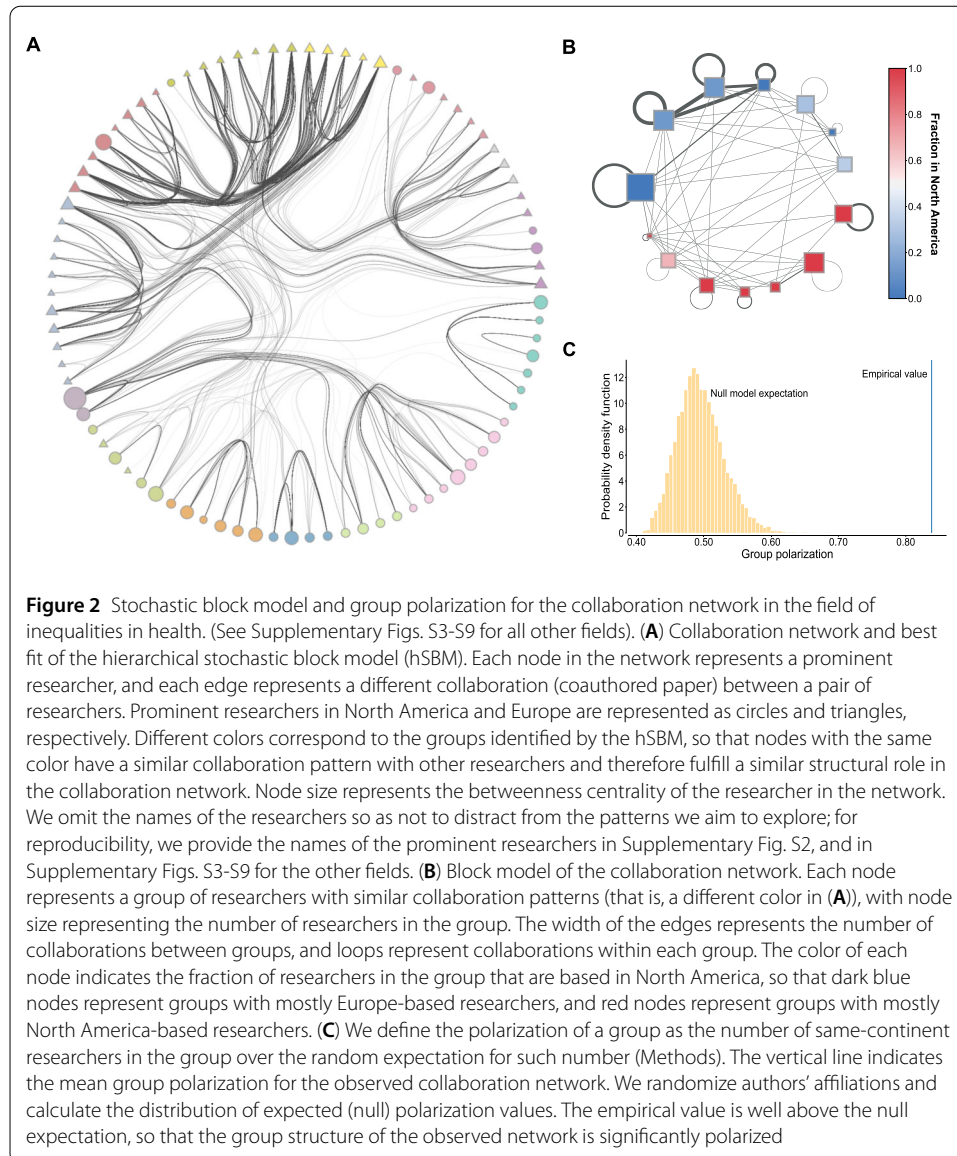 A
B
1.0
0.8
0.6
0.4
0.2
0.0
Fraction in North America
C
Probability density function
12
10
8
6
4
2
0
Empirical value
Null model expectation
0.40
0.50
0.60
0.70
0.80
Group polarization
Figure 2 Stochastic block model and group polarization for the collaboration network in the field of
inequalities in health. (See Supplementary Figs. S3-S9 for all other fields). (A) Collaboration network and best
fit of the hierarchical stochastic block model (hSBM). Each node in the network represents a prominent
researcher, and each edge represents a different collaboration (coauthored paper) between a pair of
researchers. Prominent researchers in North America and Europe are represented as circles and triangles,
respectively. Different colors correspond to the groups identified by the hSBM, so that nodes with the same
color have a similar collaboration pattern with other researchers and therefore fulfill a similar structural role in
the collaboration network. Node size represents the betweenness centrality of the researcher in the network.
We omit the names of the researchers so as not to distract from the patterns we aim to explore; for
reproducibility, we provide the names of the prominent researchers in Supplementary Fig. S2, and in
Supplementary Figs. S3-S9 for the other fields. (B) Block model of the collaboration network. Each node
represents a group of researchers with similar collaboration patterns (that is, a different color in (A)), with node
size representing the number of researchers in the group. The width of the edges represents the number of
collaborations between groups, and loops represent collaborations within each group. The color of each
node indicates the fraction of researchers in the group that are based in North America, so that dark blue
nodes represent groups with mostly Europe-based researchers, and red nodes represent groups with mostly
North America-based researchers. (C) We define the polarization of a group as the number of same-continent
researchers in the group over the random expectation for such number (Methods). The vertical line indicates
the mean group polarization for the observed collaboration network. We randomize authors’ affiliations and
calculate the distribution of expected (null) polarization values. The empirical value is well above the null
expectation, so that the group structure of the observed network is significantly polarized